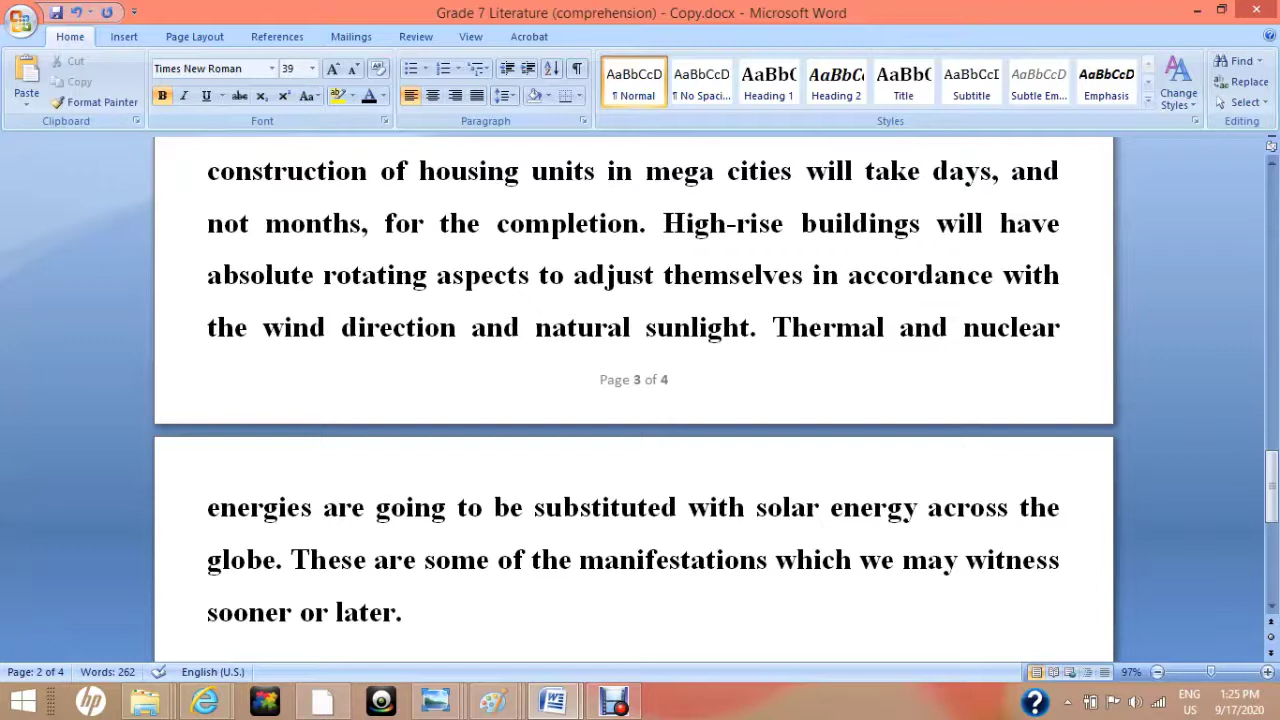 Grade 7 Literature (comprehension) - Copy.docx - Microsoft Word
Home Insert Page Layout References Mailings Review View Acrobat
Paste
Cut
Copy
Format Painter
Clipboard
Times New Roman 39
Font
Paragraph
AaBbCcD ¶ Normal
AaBbCcD ¶ No Spaci...
AaBb(C Heading 1
AaBbCc Heading 2
AaBb(C Title
AaBbCcI Subtitle
AaBbCcD Subtle Em...
AaBbCcD Emphasis
Change Styles
Styles
Find
Replace
Select
Editing
construction of housing units in mega cities will take days, and
not months, for the completion. High-rise buildings will have
absolute rotating aspects to adjust themselves in accordance with
the wind direction and natural sunlight. Thermal and nuclear
Page 3 of 4
energies are going to be substituted with solar energy across the
globe. These are some of the manifestations which we may witness
sooner or later.
Page: 2 of 4 Words: 262 English (U.S.) 97%
ENG US
1:25 PM
9/17/2020